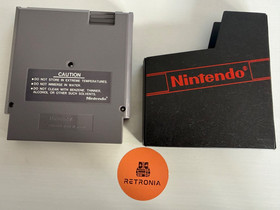 CAUTION
●DO NOT STORE IN EXTREME TEMPERATURES.
●DO NOT IMMERSE IN WATER.
●DO NOT CLEAN WITH BENZENE, THINNER,
ALCOHOL OR OTHER SUCH SOLVENTS.
Nintendo®
Nintendo®
RETRONIA